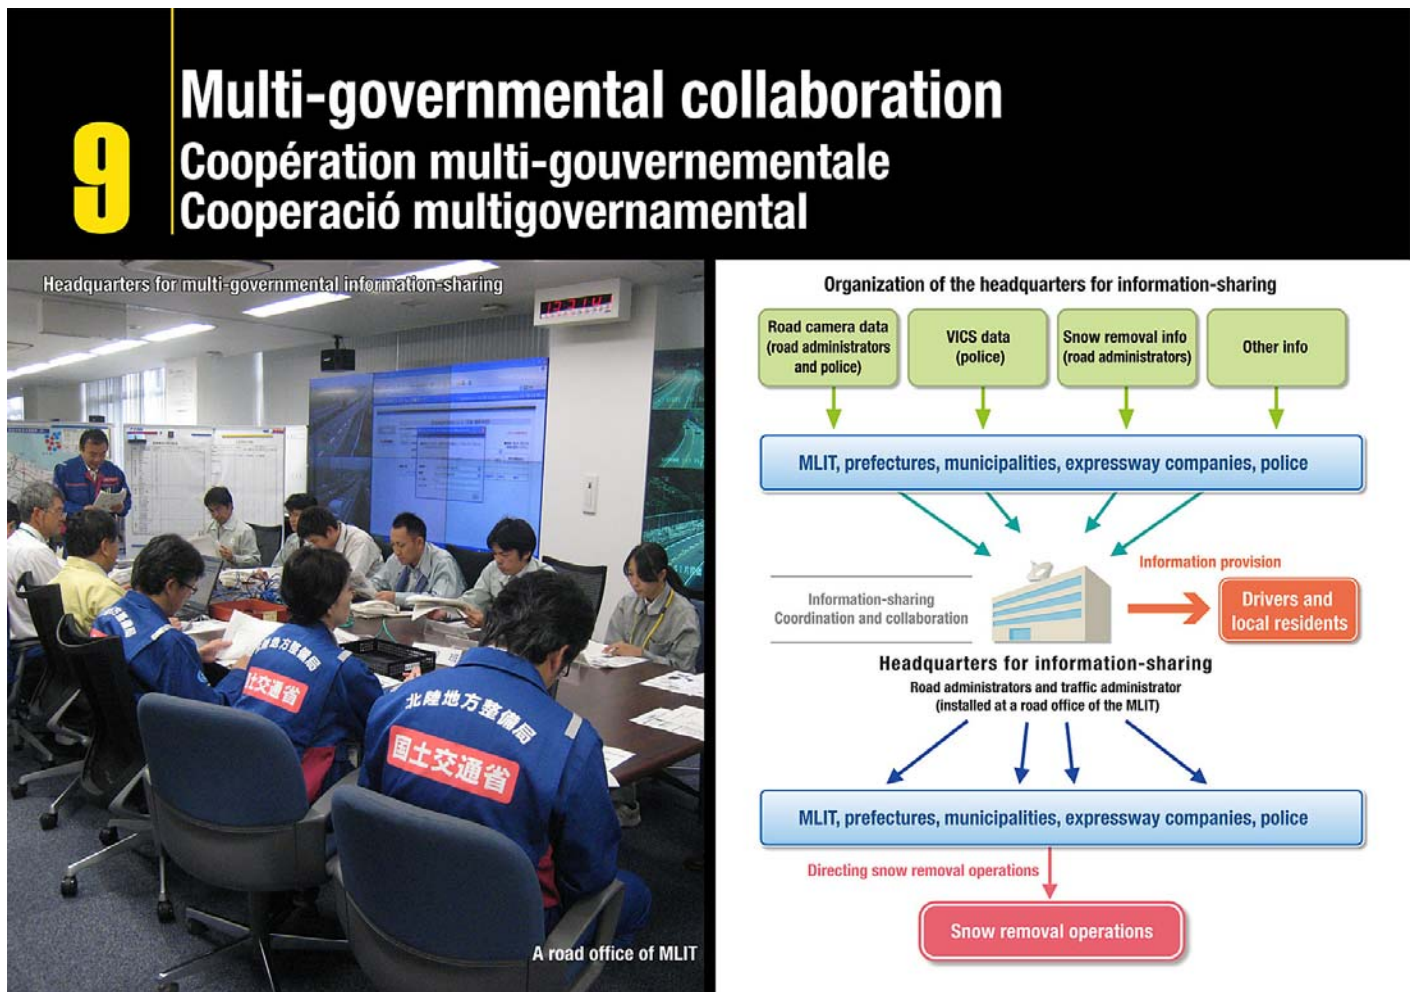 9
Multi-governmental collaboration
Coopération multi-gouvernementale
Cooperació multigovernamental
Headquarters for multi-governmental information-sharing
北陸地方整備局
国土交通省
A road office of MLIT
Organization of the headquarters for information-sharing
Road camera data
(road administrators
and police)
VICS data
(police)
Snow removal info
(road administrators)
Other info
MLIT, prefectures, municipalities, expressway companies, police
Information provision
Information-sharing
Coordination and collaboration
Drivers and
local residents
Headquarters for information-sharing
Road administrators and traffic administrator
(installed at a road office of the MLIT)
MLIT, prefectures, municipalities, expressway companies, police
Directing snow removal operations
Snow removal operations